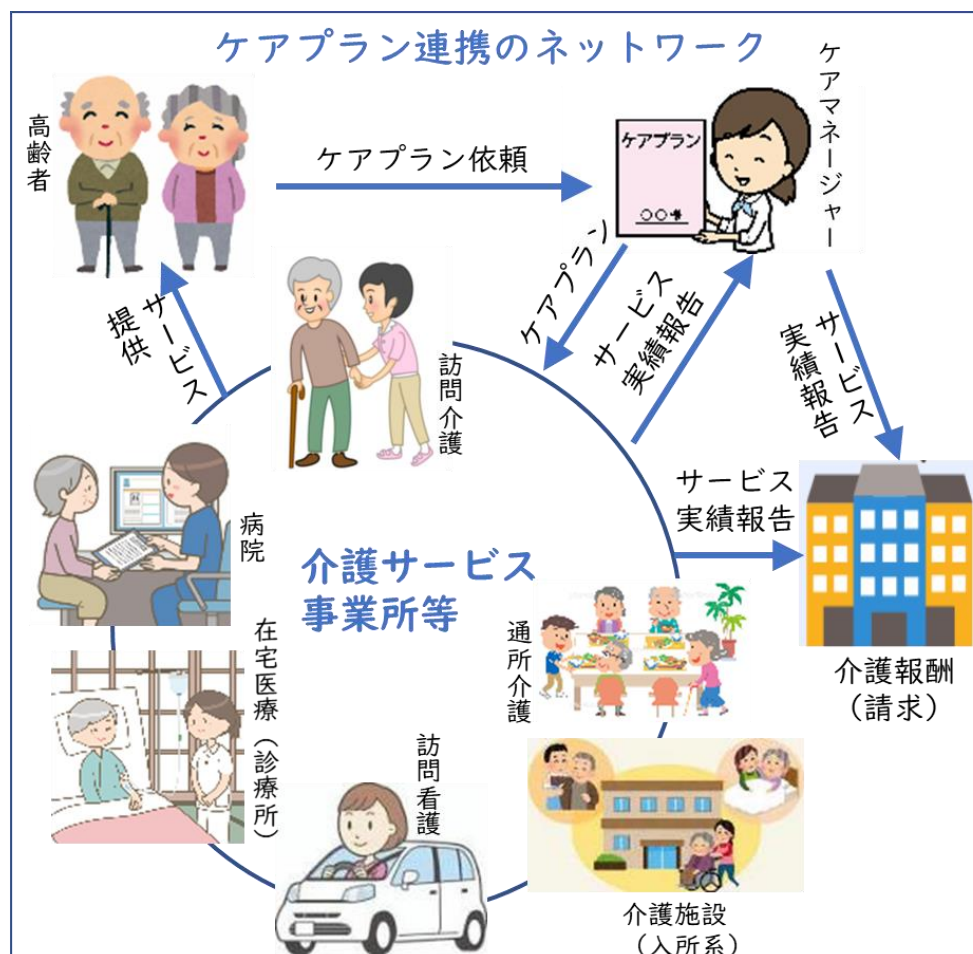 ケアプラン連携のネットワーク
高齢者
ケアプラン依頼
ケアプラン
〇〇
ケアマネージャー
サービス
提供
訪問介護
ケアプラン
サービス
実績報告
サービス
実績報告
病院
サービス
実績報告
介護サービス
事業所等
通所介護
介護報酬
（請求）
在宅医療（診療所）
訪問看護
介護施設
（入所系）